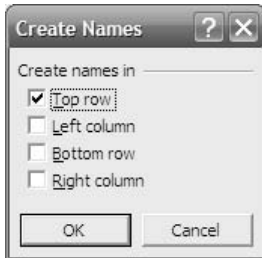 Create Names
Create names in
Top row
Left column
Bottom row
Right column
OK Cancel